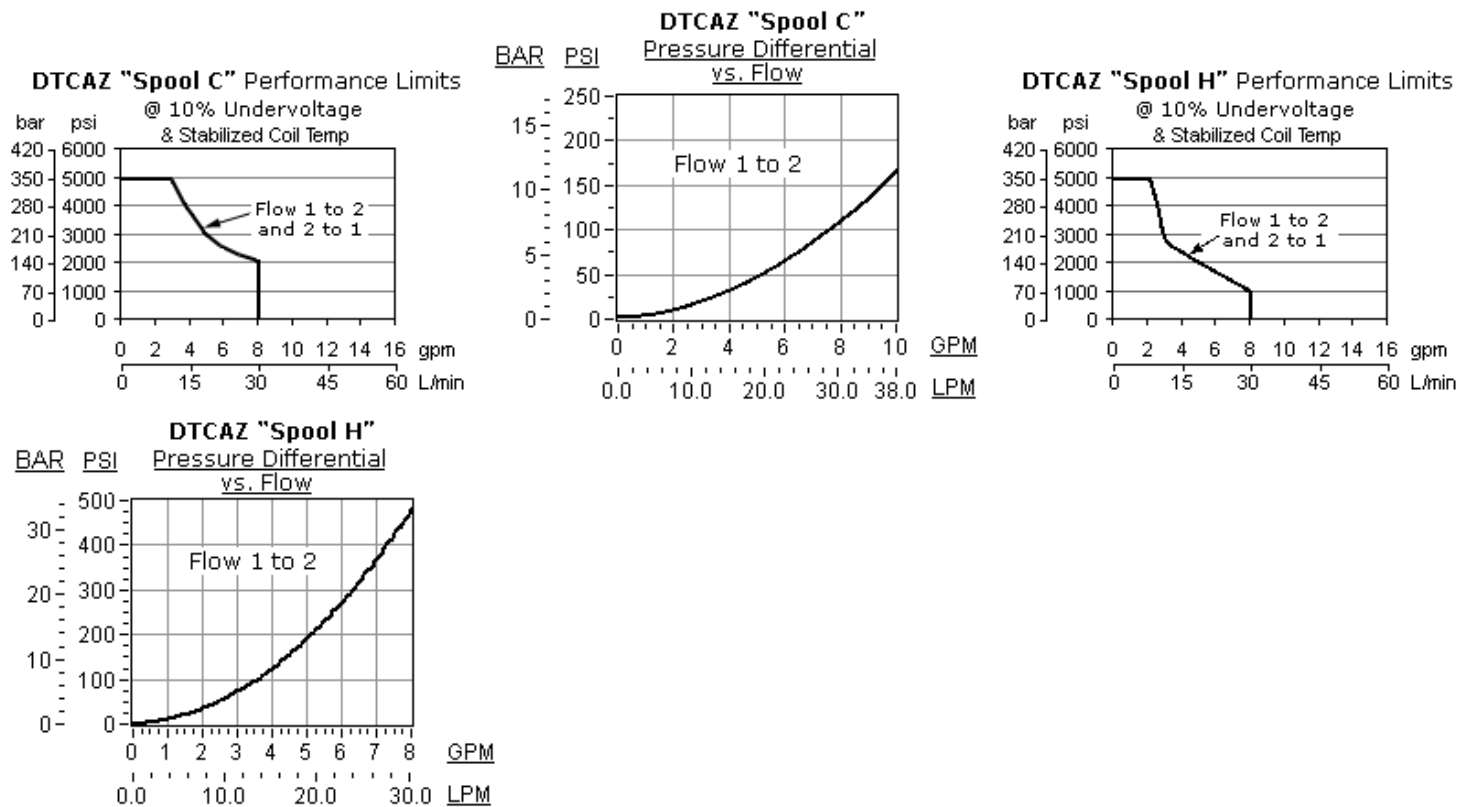 DTCAZ "Spool C" Performance Limits
@ 10% Undervoltage
& Stabilized Coil Temp
bar psi
420 6000
350 5000
280 4000
210 3000
140 2000
70 1000
0 0
Flow 1 to 2
and 2 to 1
0 2 4 6 8 10 12 14 16 gpm
0 15 30 45 60 L/min
DTCAZ "Spool C"
BAR PSI Pressure Differential
vs. Flow
250
15
200
Flow 1 to 2
150
10
100
5
50
0 0
0 2 4 6 8 10 GPM
0.0 10.0 20.0 30.0 38.0 LPM
DTCAZ "Spool H" Performance Limits
@ 10% Undervoltage
& Stabilized Coil Temp
bar psi
420 6000
350 5000
280 4000
210 3000
140 2000
70 1000
0 0
Flow 1 to 2
and 2 to 1
0 2 4 6 8 10 12 14 16 gpm
0 15 30 45 60 L/min
DTCAZ "Spool H"
BAR PSI Pressure Differential
vs. Flow
500
30
400
Flow 1 to 2
300
20
200
10
100
0 0
0 1 2 3 4 5 6 7 8 GPM
0.0 10.0 20.0 30.0 LPM